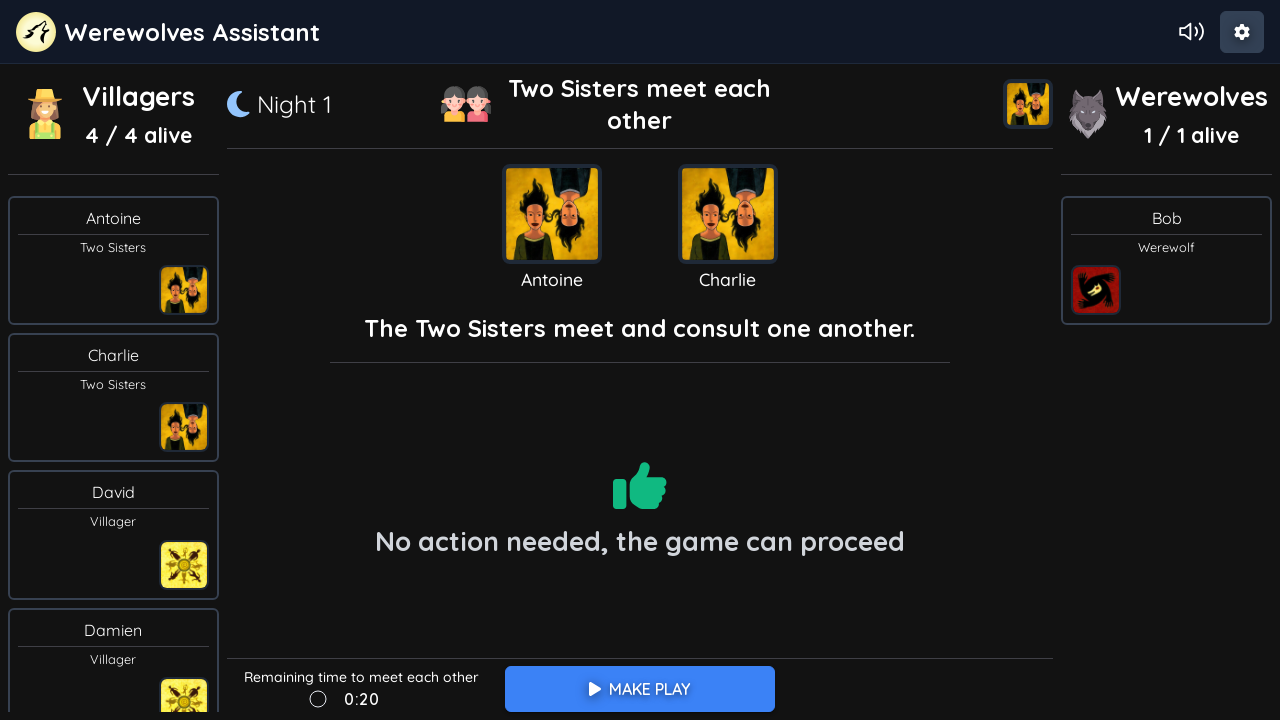 Werewolves Assistant
Villagers
4 / 4 alive
Antoine
Two Sisters
Charlie
Two Sisters
David
Villager
Damien
Villager
Night 1
Two Sisters meet each
other
Antoine
Charlie
The Two Sisters meet and consult one another.
No action needed, the game can proceed
Remaining time to meet each other
0:20
MAKE PLAY
Werewolves
1 / 1 alive
Bob
Werewolf